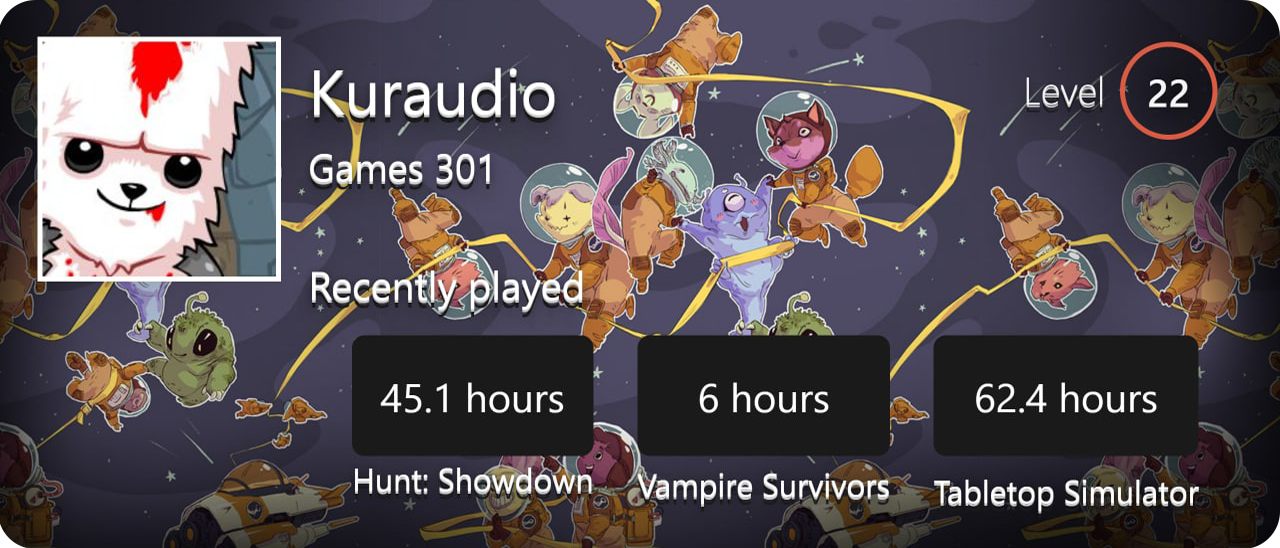 Kuraudio
Level 22
Games 301
Recently played
45.1 hours
6 hours
62.4 hours
Hunt: Showdown
Vampire Survivors
Tabletop Simulator